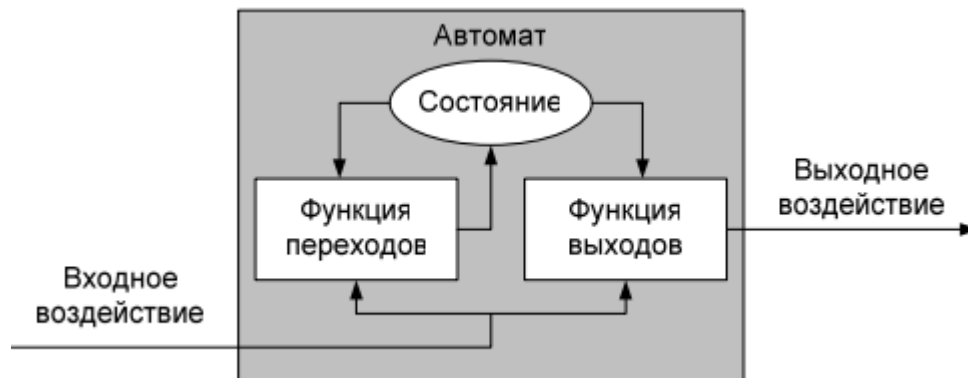 Автомат
Состояние
Функция
переходов
Функция
выходов
Выходное
воздействие
Входное
воздействие